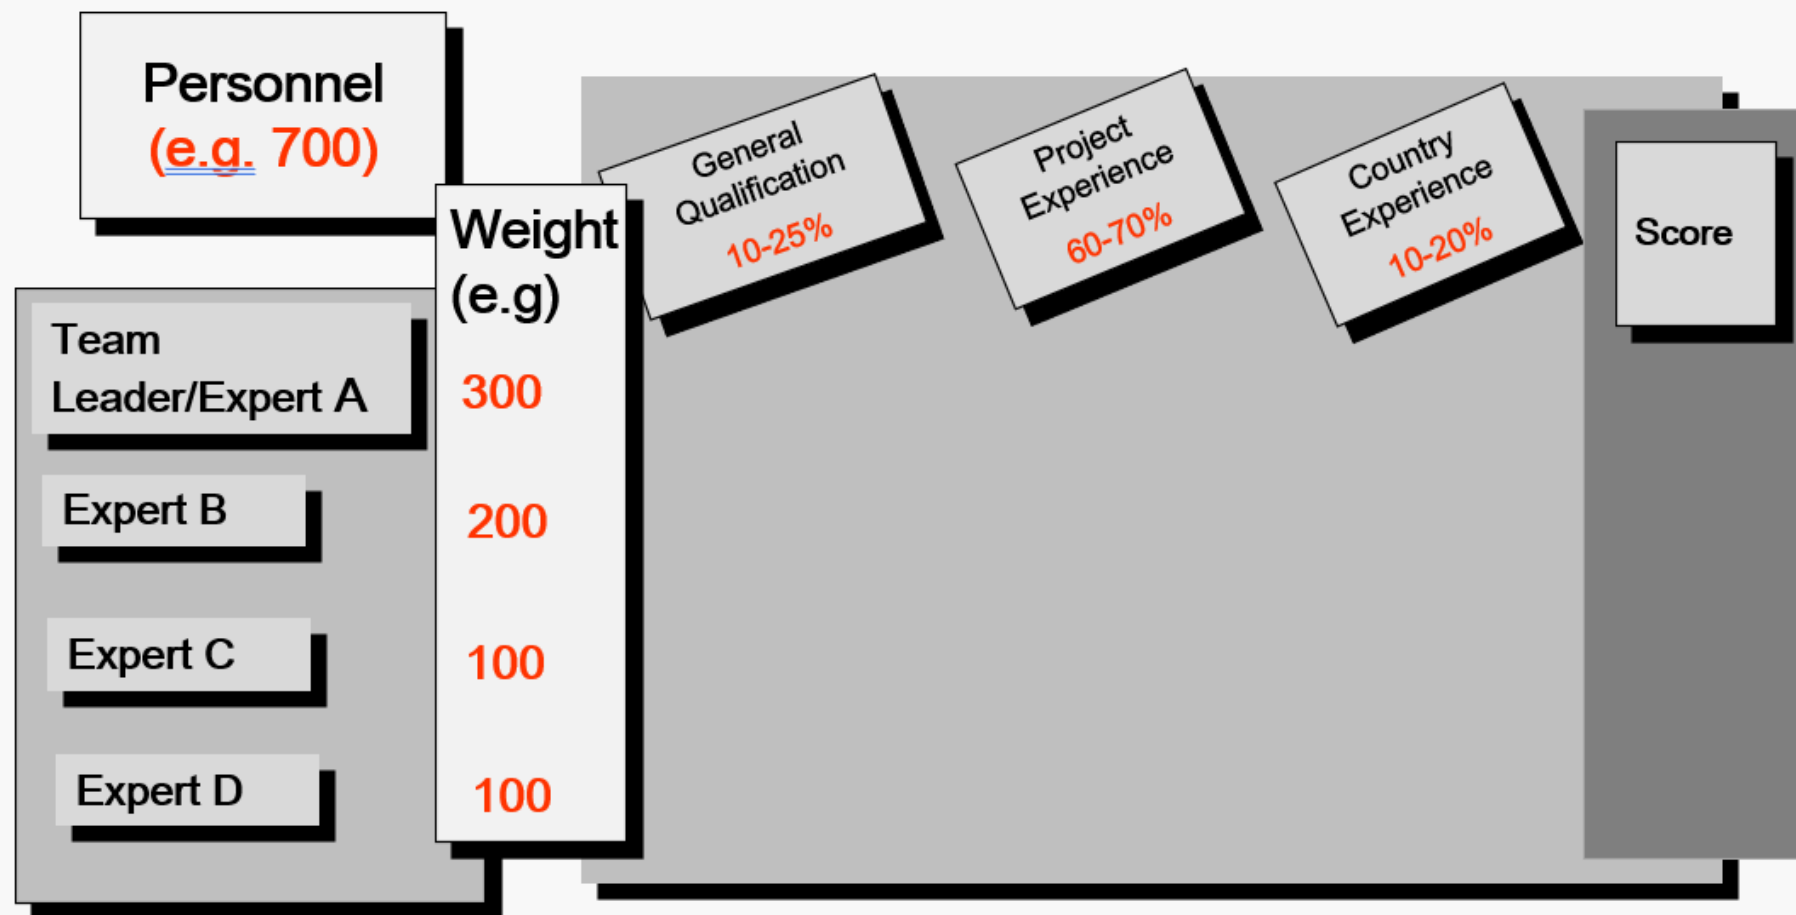 Personnel
(e.g. 700)
General
Qualification
10-25%
Project
Experience
60-70%
Country
Experience
10-20%
Score
Weight
(e.g)
Team
Leader/Expert A
300
Expert B
200
Expert C
100
Expert D
100